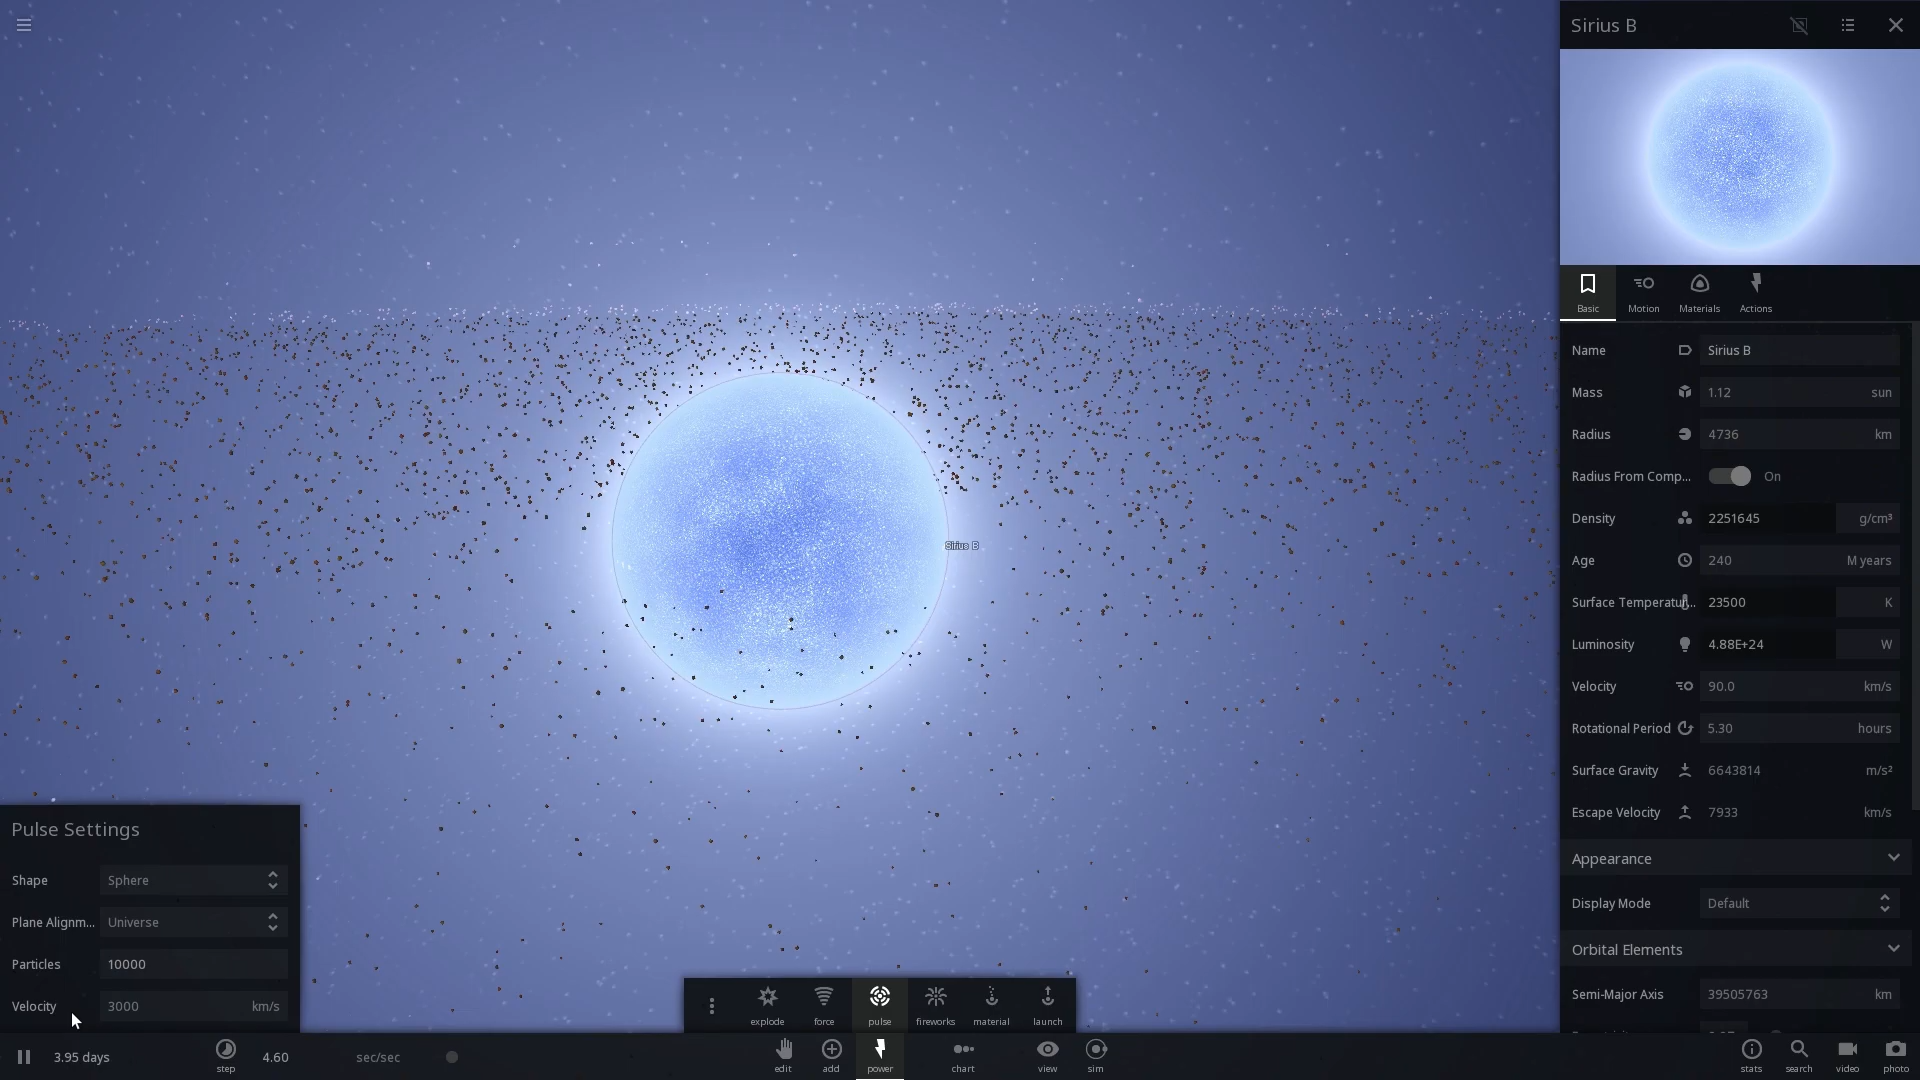 Sirius B
Basic
Motion
Materials
Actions
Name
Sirius B
Mass
1.12
sun
Radius
4736
km
Radius From Comp...
On
Density
2251645
g/cm³
Age
240
M years
Surface Temperatur...
23500
K
Luminosity
4.88E+24
W
Velocity
90.0
km/s
Rotational Period
5.30
hours
Surface Gravity
6643814
m/s²
Escape Velocity
7933
km/s
Appearance
Display Mode
Default
Orbital Elements
Semi-Major Axis
39505763
km
Sirius B
Pulse Settings
Shape
Sphere
Plane Alignm...
Universe
Particles
10000
Velocity
3000
km/s
explode
force
pulse
fireworks
material
launch
3.95 days
step
4.60
sec/sec
edit
add
power
chart
view
sim
stats
search
video
photo